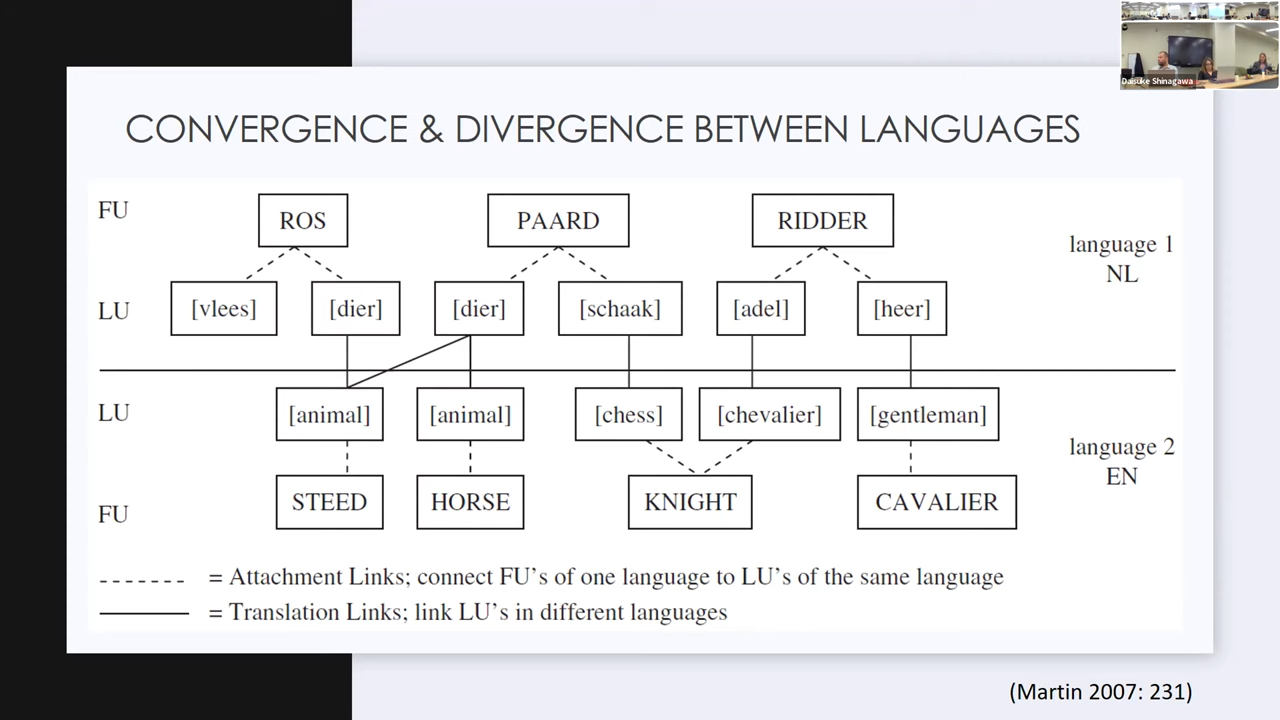 Daisuke Shinagawa
CONVERGENCE & DIVERGENCE BETWEEN LANGUAGES
FU
ROS
PAARD
RIDDER
language 1
NL
LU
[vlees]
[dier]
[dier]
[schaak]
[adel]
[heer]
LU
[animal]
[animal]
[chess]
[chevalier]
[gentleman]
language 2
EN
FU
STEED
HORSE
KNIGHT
CAVALIER
= Attachment Links; connect FU's of one language to LU's of the same language
= Translation Links; link LU's in different languages
(Martin 2007: 231)